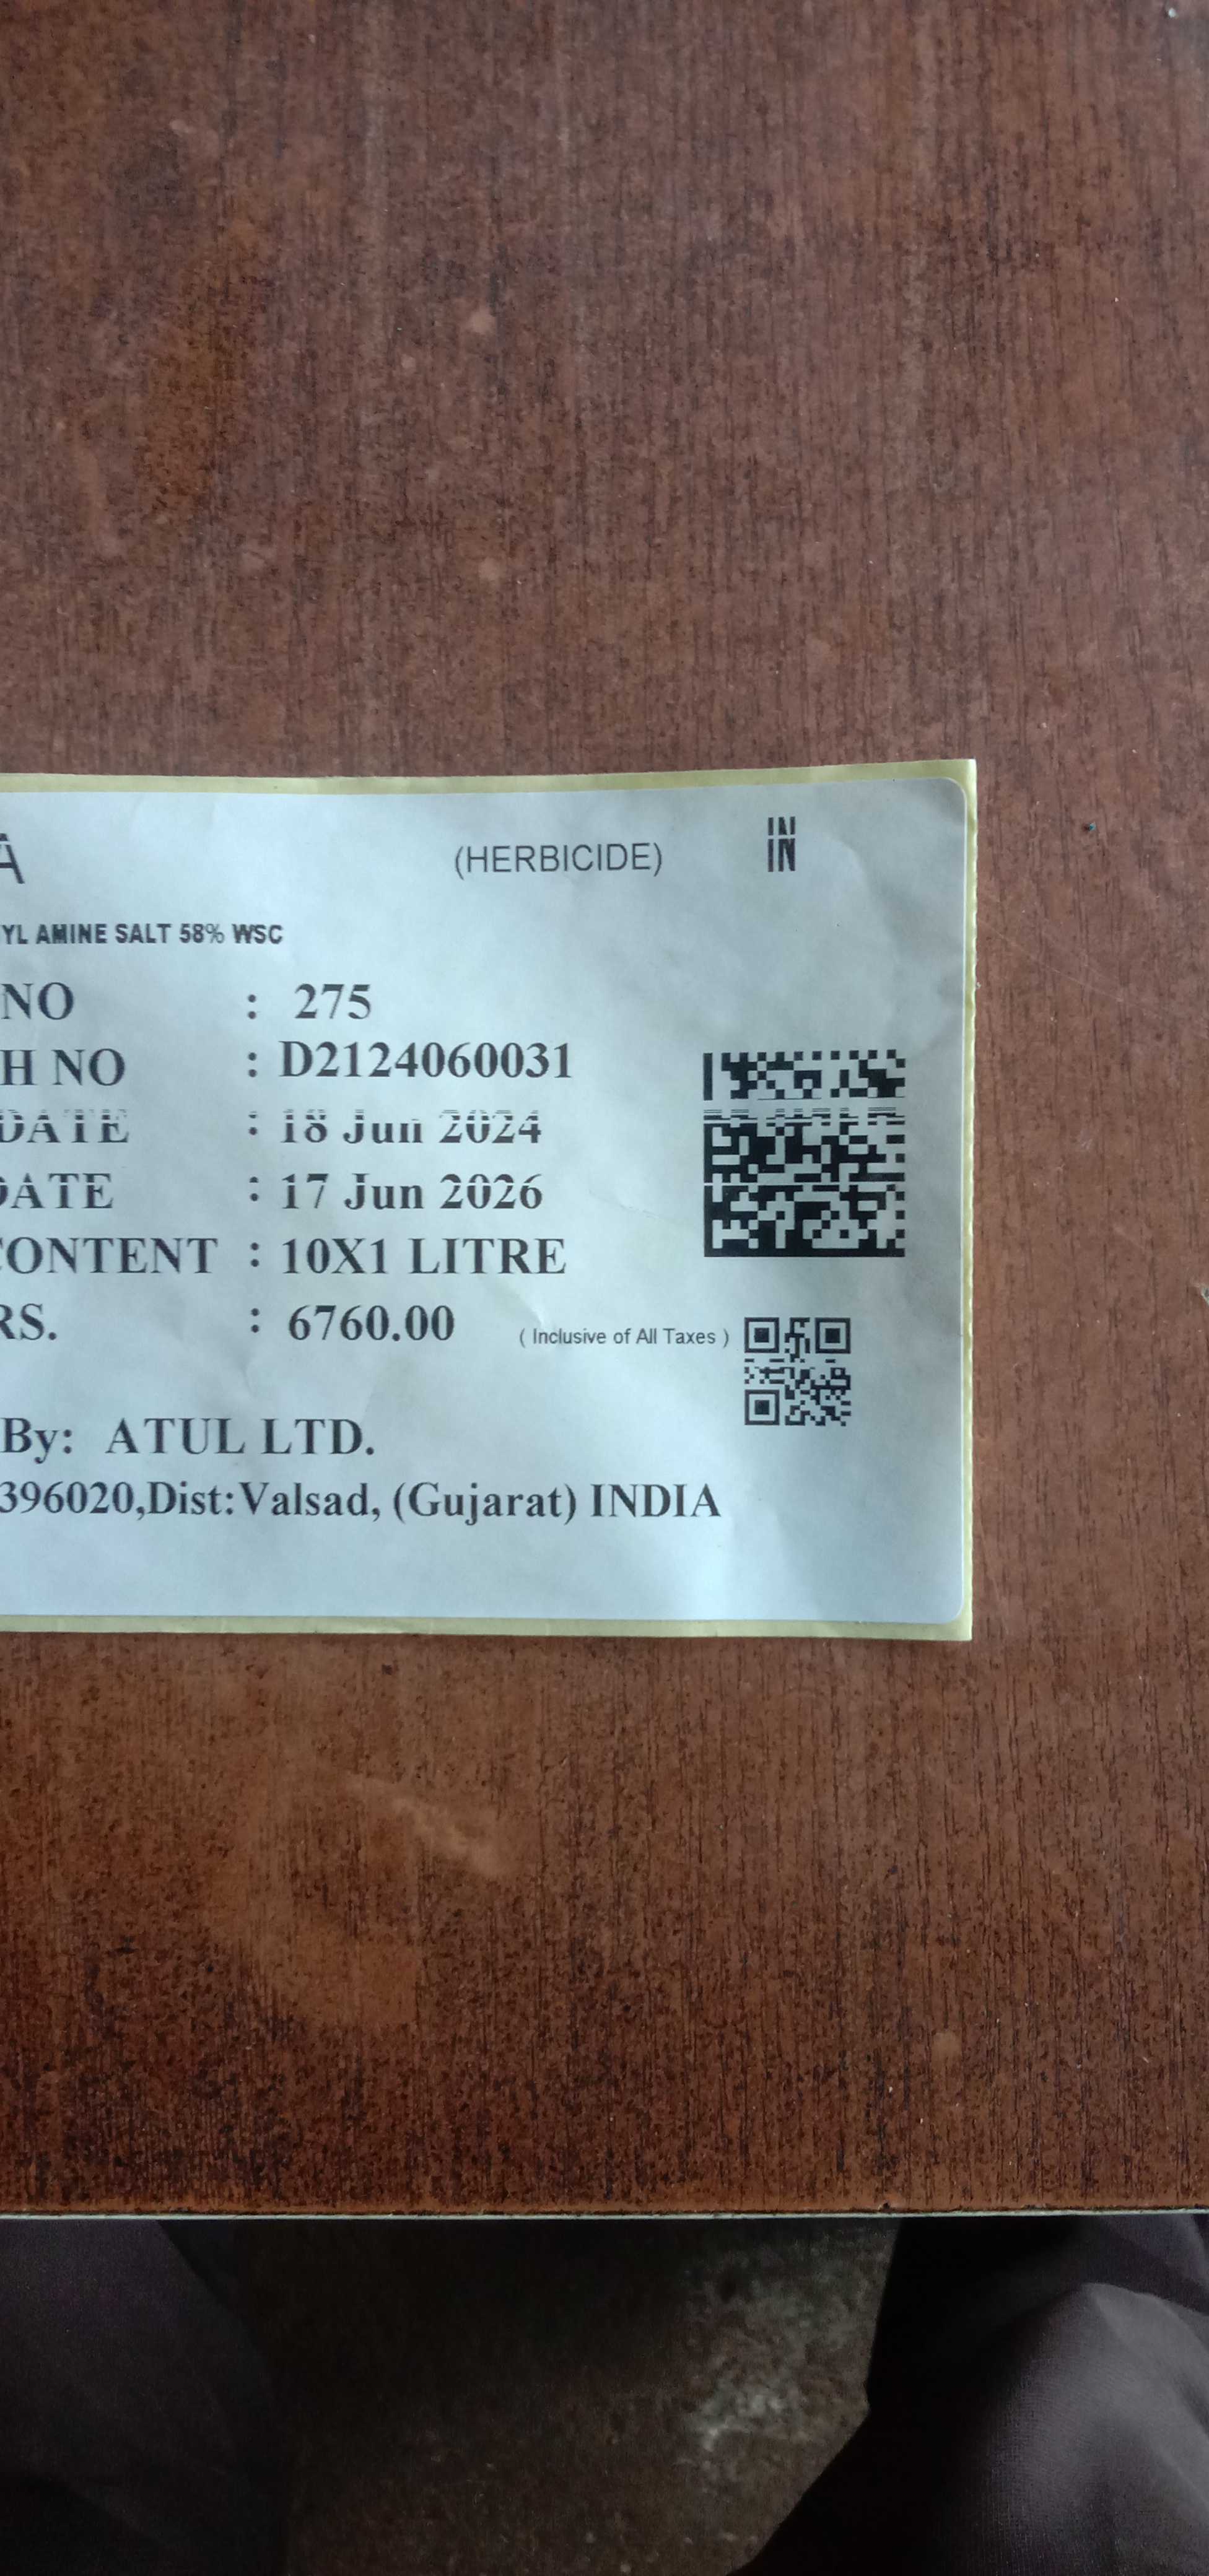 A (HERBICIDE) IN
YL AMINE SALT 58% WSC
NO : 275
H NO : D2124060031
DATE : 18 Jun 2024
DATE : 17 Jun 2026
CONTENT : 10X1 LITRE
RS. : 6760.00 ( Inclusive of All Taxes )
By: ATUL LTD.
396020,Dist:Valsad, (Gujarat) INDIA